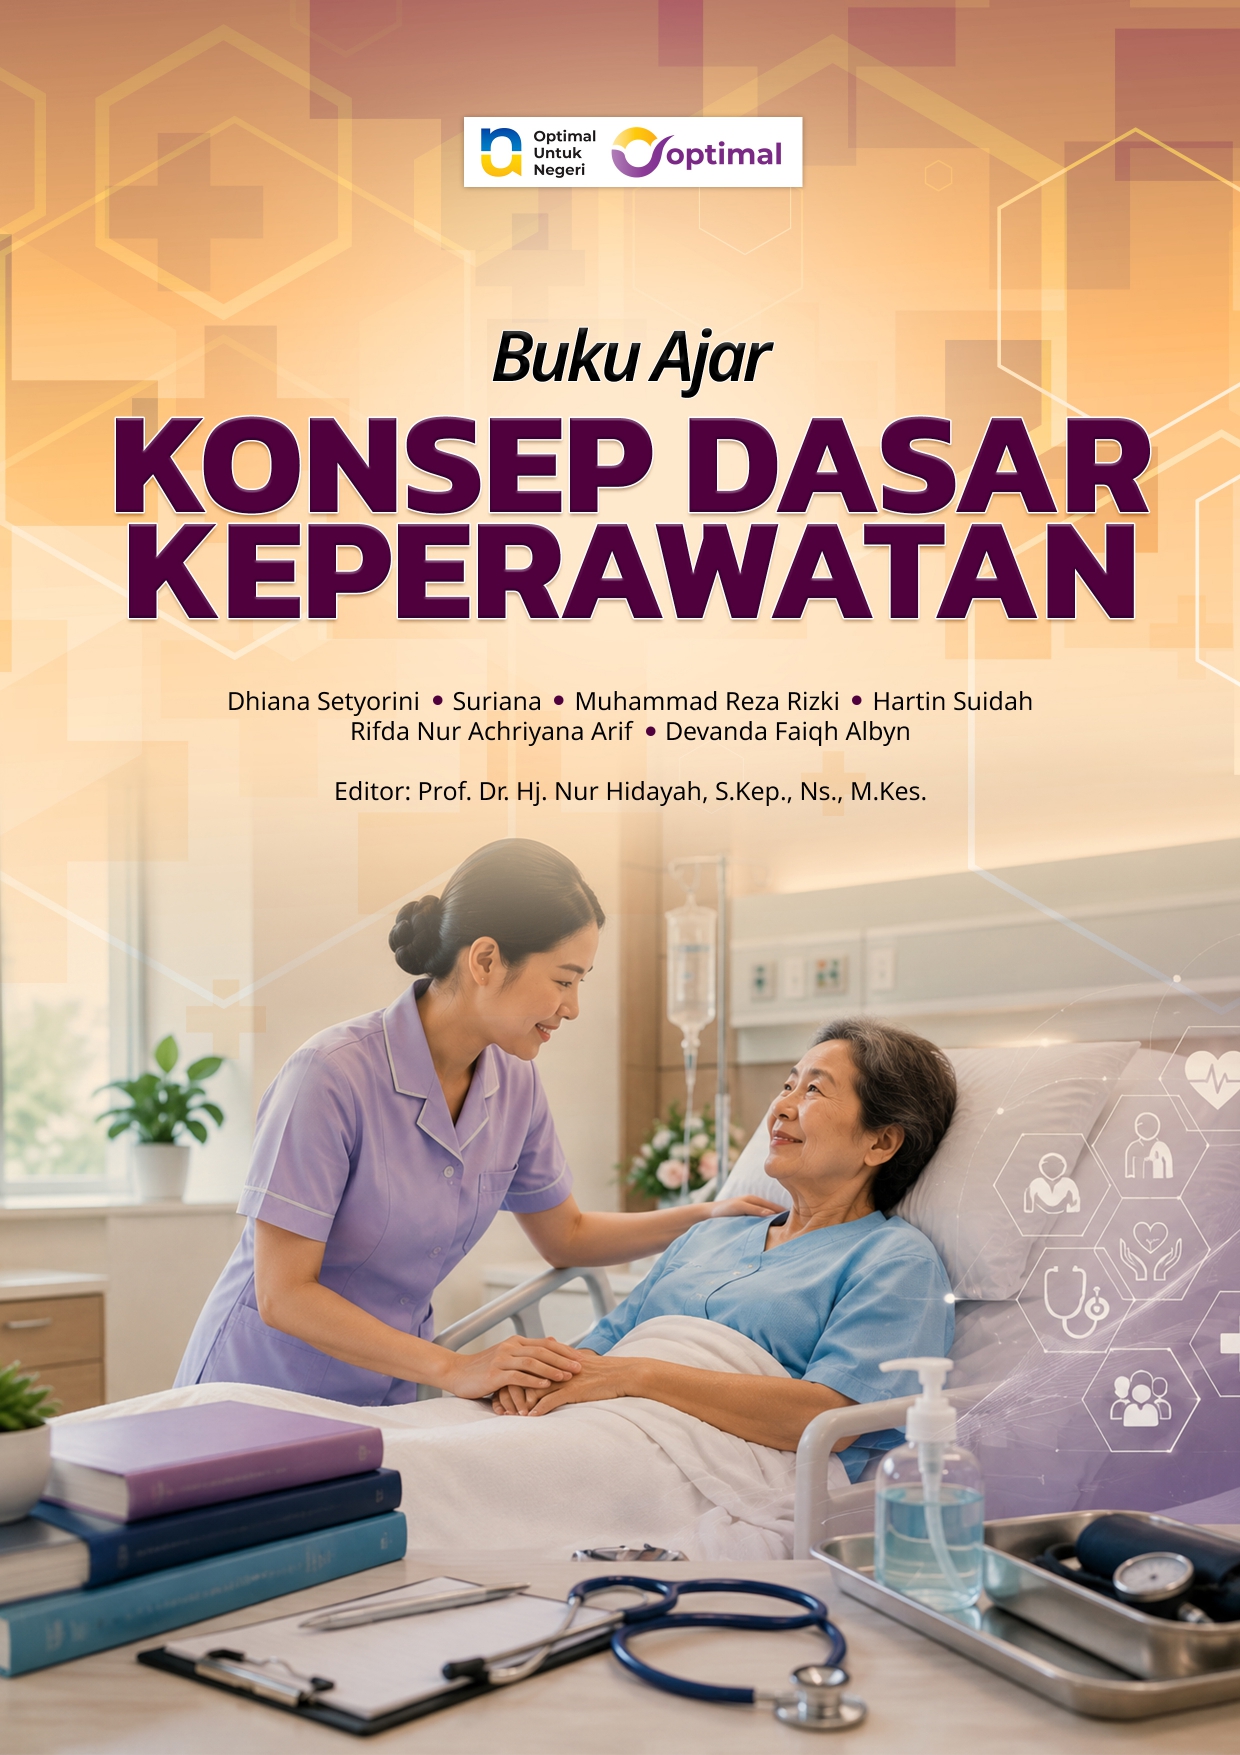 Optimal
Untuk
Negeri
optimal
Buku Ajar
KONSEP DASAR
KEPERAWATAN
Dhiana Setyorini • Suriana • Muhammad Reza Rizki • Hartin Suidah
Rifda Nur Achriyana Arif • Devanda Faiqh Albyn
Editor: Prof. Dr. Hj. Nur Hidayah, S.Kep., Ns., M.Kes.